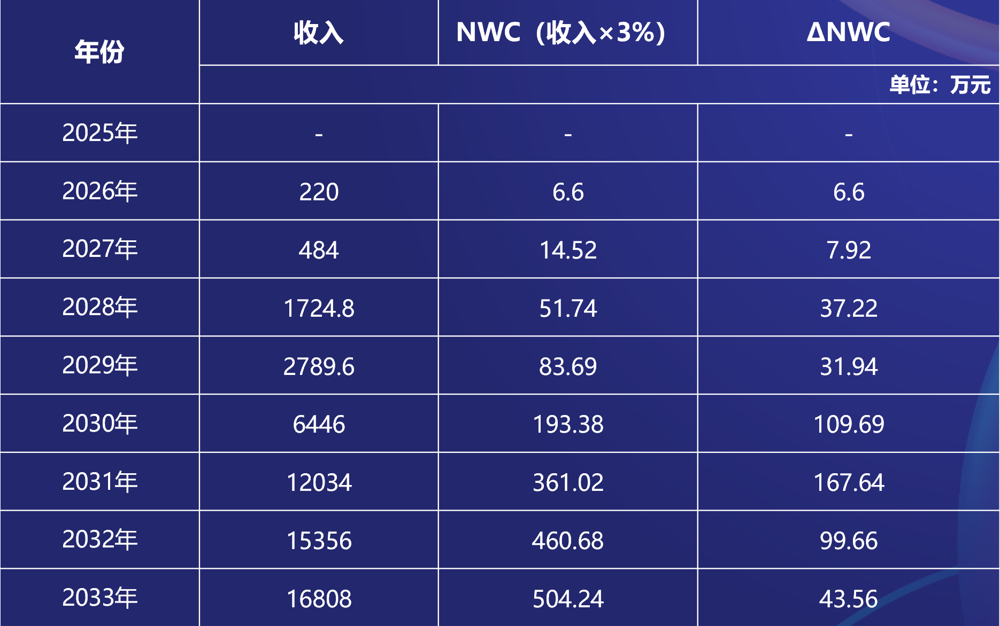 年份 收入 NWC（收入×3%） ΔNWC
单位：万元
2025年 - - -
2026年 220 6.6 6.6
2027年 484 14.52 7.92
2028年 1724.8 51.74 37.22
2029年 2789.6 83.69 31.94
2030年 6446 193.38 109.69
2031年 12034 361.02 167.64
2032年 15356 460.68 99.66
2033年 16808 504.24 43.56